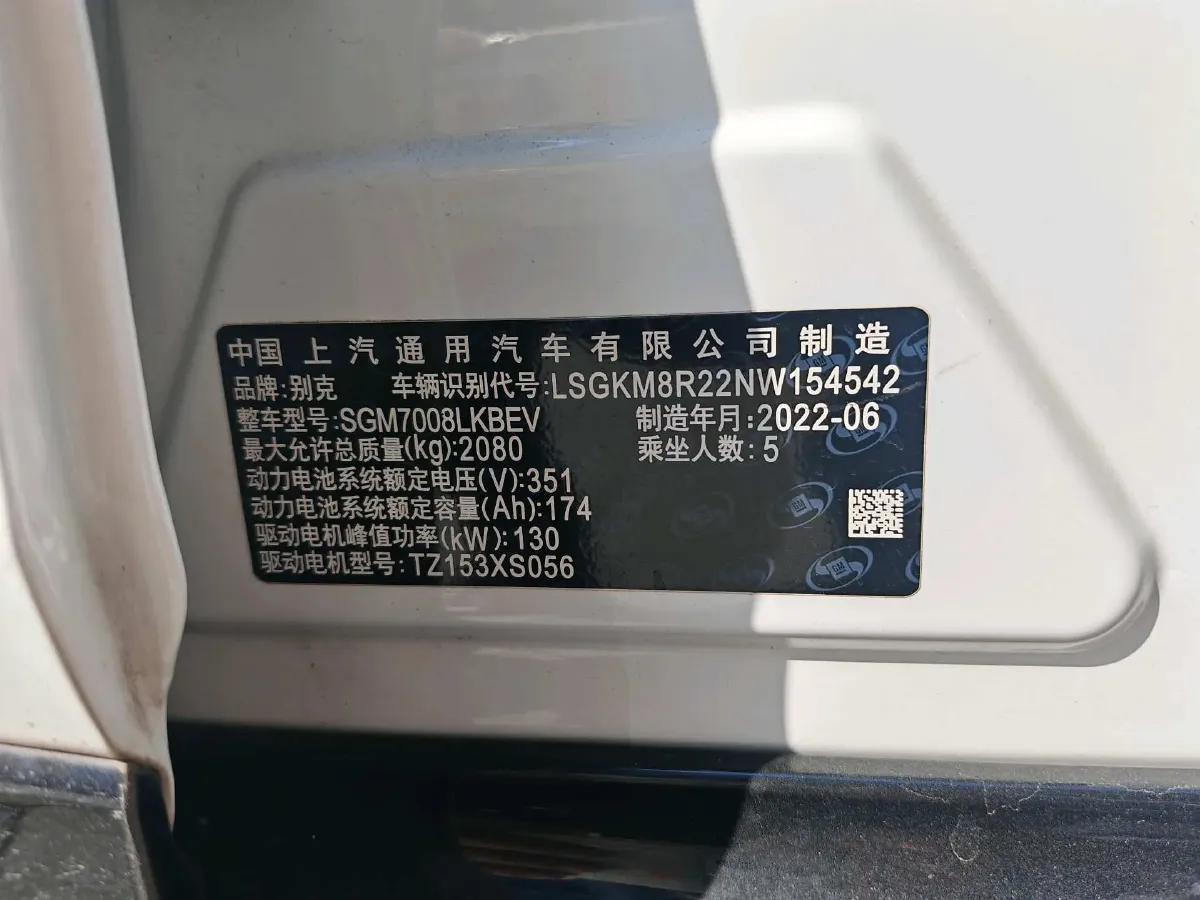 中国上汽通用汽车有限公司制造
品牌:别克 车辆识别代号:LSGKM8R22NW154542
整车型号:SGM7008LKBEV 制造年月:2022-06
最大允许总质量(kg):2080 乘坐人数:5
动力电池系统额定电压(V):351
动力电池系统额定容量(Ah):174
驱动电机峰值功率(kW):130
驱动电机型号:TZ153XS056
GM
GM
GM